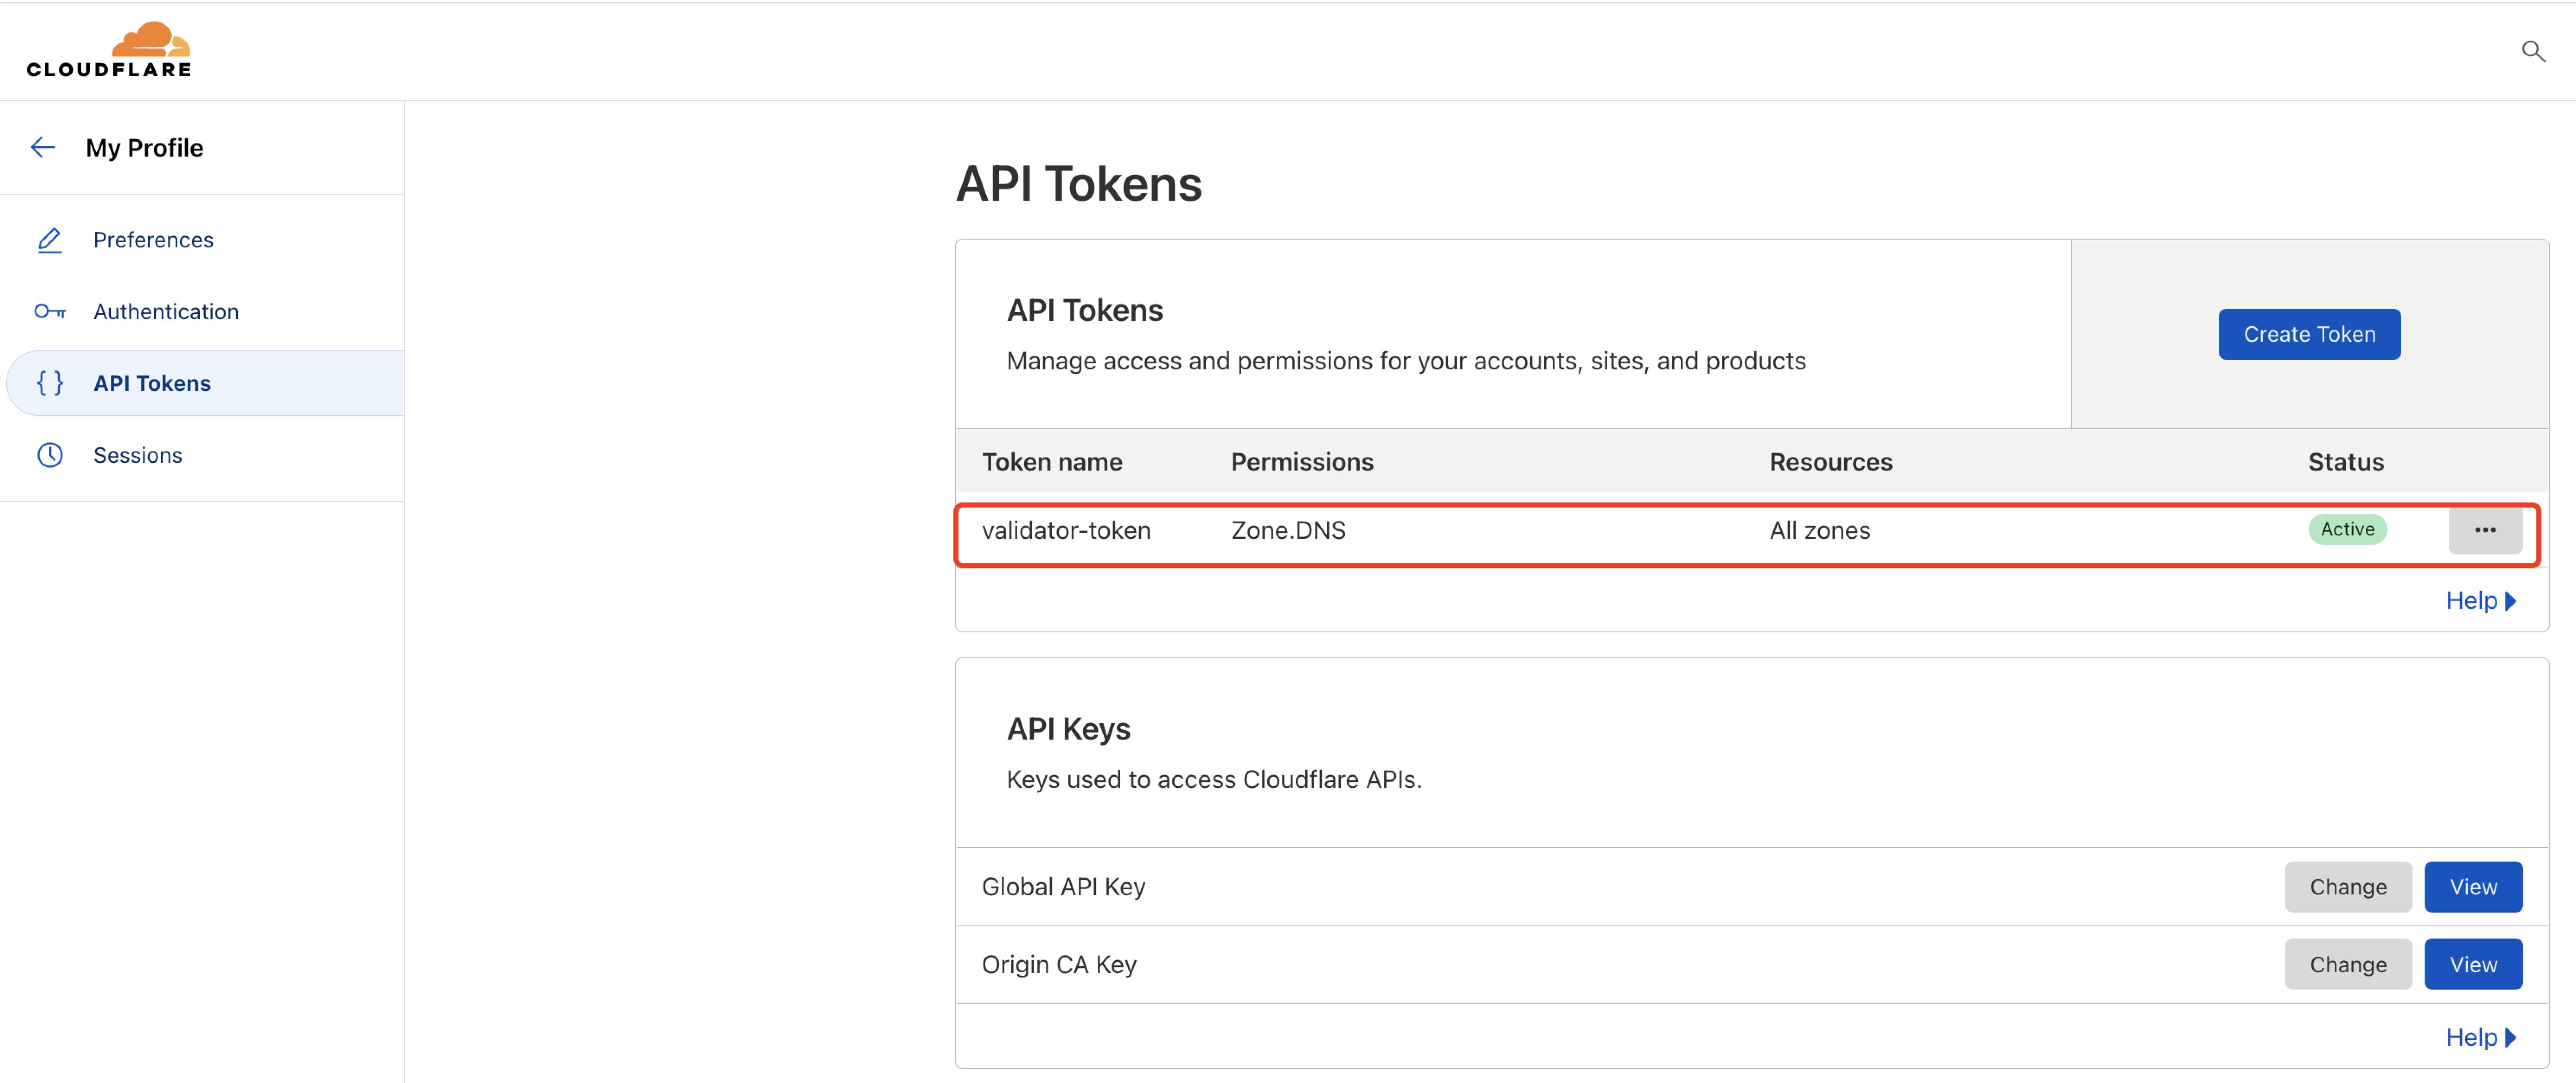 CLOUDFLARE
My Profile
Preferences
Authentication
API Tokens
Sessions
API Tokens
API Tokens
Manage access and permissions for your accounts, sites, and products
Create Token
Token name Permissions Resources Status
validator-token Zone.DNS All zones Active
Help
API Keys
Keys used to access Cloudflare APIs.
Global API Key Change View
Origin CA Key Change View
Help